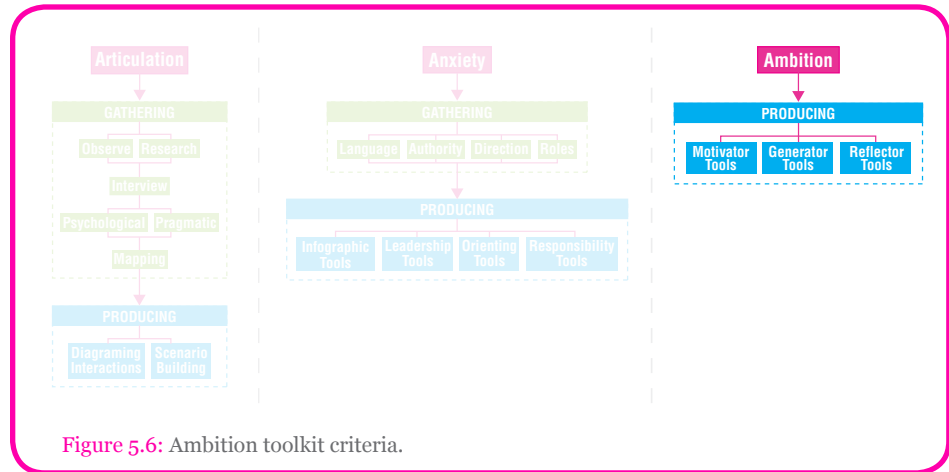 Articulation
GATHERING
Observe Research
Interview
Psychological Pragmatic
Mapping
PRODUCING
Diagraming Interactions
Scenario Building
Anxiety
GATHERING
Language Authority Direction Roles
PRODUCING
Infographic Tools
Leadership Tools
Orienting Tools
Responsibility Tools
Ambition
PRODUCING
Motivator Tools
Generator Tools
Reflector Tools
Figure 5.6: Ambition toolkit criteria.